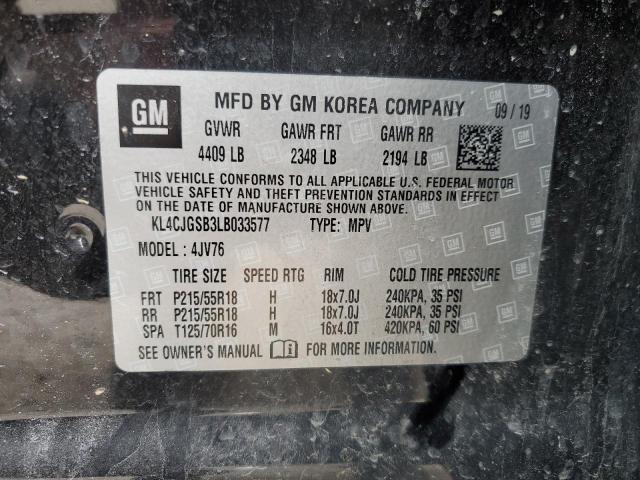 GM MFD BY GM KOREA COMPANY 09 / 19
GVWR GAWR FRT GAWR RR
4409 LB 2348 LB 2194 LB
THIS VEHICLE CONFORMS TO ALL APPLICABLE U.S. FEDERAL MOTOR
VEHICLE SAFETY AND THEFT PREVENTION STANDARDS IN EFFECT
ON THE DATE OF MANUFACTURE SHOWN ABOVE.
KL4CJGSB3LB033577 TYPE: MPV
MODEL : 4JV76
TIRE SIZE SPEED RTG RIM COLD TIRE PRESSURE
FRT P215/55R18 H 18x7.0J 240KPA, 35 PSI
RR P215/55R18 H 18x7.0J 240KPA, 35 PSI
SPA T125/70R16 M 16x4.0T 420KPA, 60 PSI
SEE OWNER'S MANUAL FOR MORE INFORMATION.